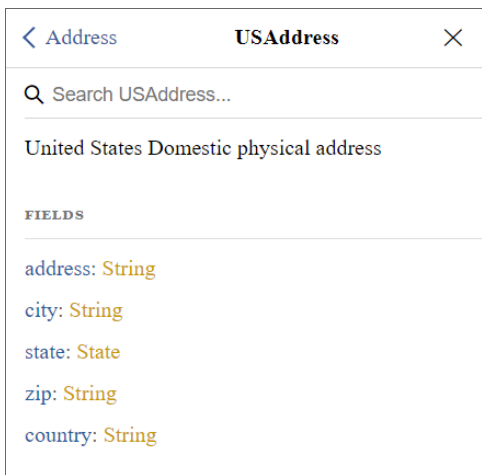 Address USAddress
Search USAddress...
United States Domestic physical address
FIELDS
address: String
city: String
state: State
zip: String
country: String